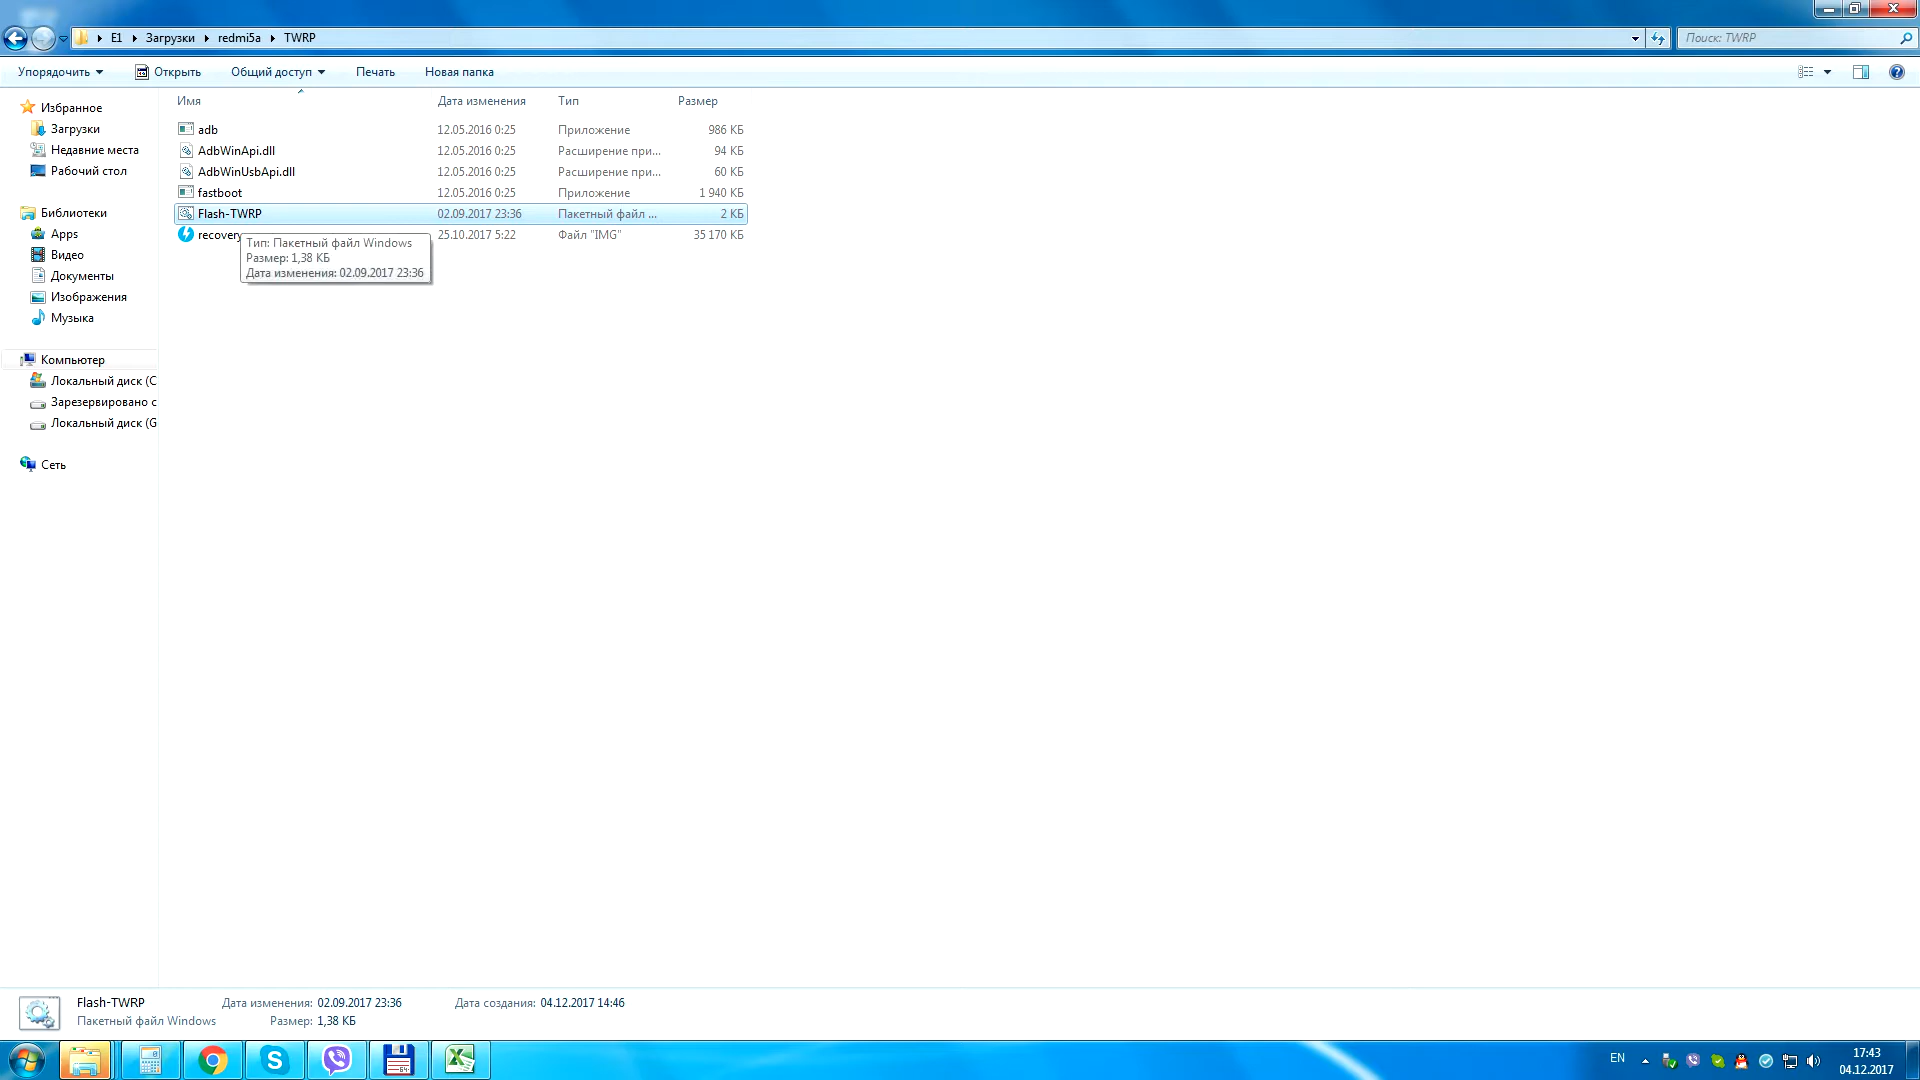 E1 Загрузки redmi5a TWRP
Поиск: TWRP
Упорядочить Открыть Общий доступ Печать Новая папка
Имя Дата изменения Тип Размер
Избранное
Загрузки
Недавние места
Рабочий стол
Библиотеки
Apps
Видео
Документы
Изображения
Музыка
Компьютер
Локальный диск (C
Зарезервировано с
Локальный диск (G
Сеть
adb 12.05.2016 0:25 Приложение 986 КБ
AdbWinApi.dll 12.05.2016 0:25 Расширение при... 94 КБ
AdbWinUsbApi.dll 12.05.2016 0:25 Расширение при... 60 КБ
fastboot 12.05.2016 0:25 Приложение 1 940 КБ
Flash-TWRP 02.09.2017 23:36 Пакетный файл ... 2 КБ
recovery 25.10.2017 5:22 Файл "IMG" 35 170 КБ
Тип: Пакетный файл Windows
Размер: 1,38 КБ
Дата изменения: 02.09.2017 23:36
Flash-TWRP Дата изменения: 02.09.2017 23:36 Дата создания: 04.12.2017 14:46
Пакетный файл Windows Размер: 1,38 КБ
EN
17:43
04.12.2017